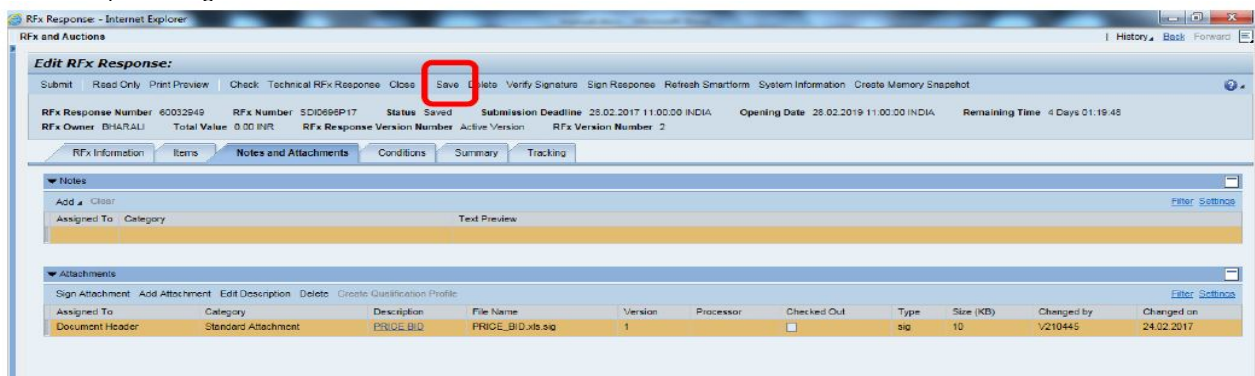 RFx Response: - Internet Explorer
RFx and Auctions | History Back Forward
Edit RFx Response:
Submit | Read Only Print Preview | Check Technical RFx Response Close | Save Delete Verify Signature Sign Response Refresh Smartform System Information Create Memory Snapshot
RFx Response Number 60032949 RFx Number SDI0696P17 Status Saved Submission Deadline 28.02.2017 11:00:00 INDIA Opening Date 28.02.2019 11:00:00 INDIA Remaining Time 4 Days 01:19:46
RFx Owner BHARALI Total Value 0.00 INR RFx Response Version Number Active Version RFx Version Number 2
RFx Information Items Notes and Attachments Conditions Summary Tracking
Notes
Add Clear Filter Settings
Assigned To Category Text Preview
Attachments
Sign Attachment Add Attachment Edit Description Delete Create Qualification Profile Filter Settings
Assigned To Category Description File Name Version Processor Checked Out Type Size (KB) Changed by Changed on
Document Header Standard Attachment PRICE BID PRICE_BID.xls.sig 1 sig 10 V210445 24.02.2017